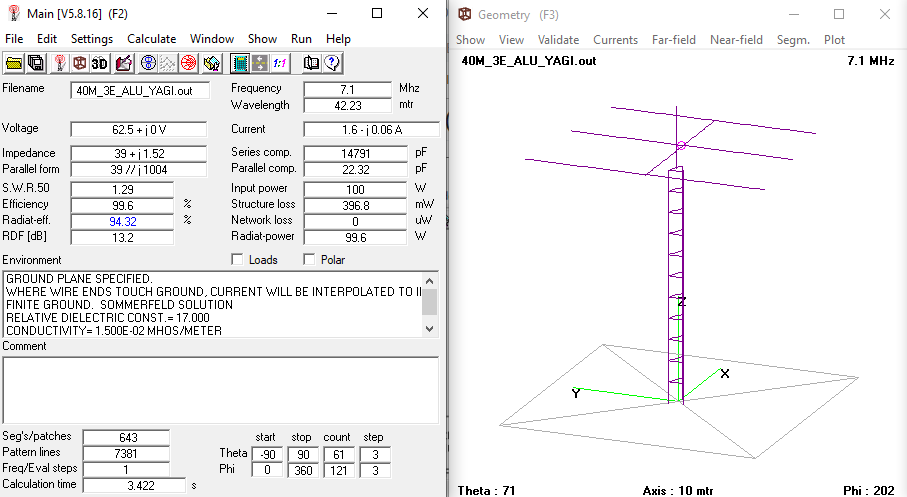 Main [V5.8.16] (F2)
File Edit Settings Calculate Window Show Run Help
3D 1:1
Filename 40M_3E_ALU_YAGI.out
Frequency 7.1 Mhz
Wavelength 42.23 mtr
Voltage 62.5 + j 0 V
Current 1.6 - j 0.06 A
Impedance 39 + j 1.52
Series comp. 14791 pF
Parallel form 39 // j 1004
Parallel comp. 22.32 pF
S.W.R.50 1.29
Input power 100 W
Efficiency 99.6 %
Structure loss 396.8 mW
Radiat-eff. 94.32 %
Network loss 0 uW
RDF [dB] 13.2
Radiat-power 99.6 W
Environment
Loads Polar
GROUND PLANE SPECIFIED.
WHERE WIRE ENDS TOUCH GROUND, CURRENT WILL BE INTERPOLATED TO
FINITE GROUND. SOMMERFELD SOLUTION
RELATIVE DIELECTRIC CONST.= 17.000
CONDUCTIVITY= 1.500E-02 MHOS/METER
Comment
Seg's/patches 643
Pattern lines 7381
Freq/Eval steps 1
Calculation time 3.422 s
start stop count step
Theta -90 90 61 3
Phi 0 360 121 3
Geometry (F3)
Show View Validate Currents Far-field Near-field Segm. Plot
40M_3E_ALU_YAGI.out 7.1 MHz
Z
X
Y
Theta : 71 Axis : 10 mtr Phi : 202